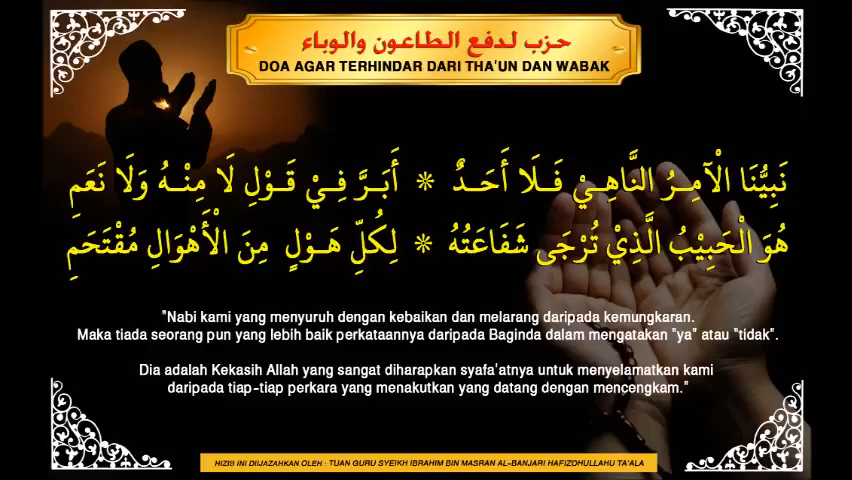 حزب لدفع الطاعون والوباء
DOA AGAR TERHINDAR DARI THA'UN DAN WABAK
نَبِيُّنَا الْآمِرُ النَّاهِيْ فَلَا أَحَدٌ * أَبَرَّ فِيْ قَوْلِ لَا مِنْهُ وَلَا نَعَمِ
هُوَ الْحَبِيْبُ الَّذِيْ تُرْجَى شَفَاعَتُهُ * لِكُلِّ هَوْلٍ مِنَ الْأَهْوَالِ مُقْتَحَمِ
"Nabi kami yang menyuruh dengan kebaikan dan melarang daripada kemungkaran.
Maka tiada seorang pun yang lebih baik perkataannya daripada Baginda dalam mengatakan "ya" atau "tidak".
Dia adalah Kekasih Allah yang sangat diharapkan syafa'atnya untuk menyelamatkan kami
daripada tiap-tiap perkara yang menakutkan yang datang dengan mencengkam."
HIZIB INI DIIJAZAHKAN OLEH : TUAN GURU SYEIKH IBRAHIM BIN MASRAN AL-BANJARI HAFIZOHULLAHU TA'ALA